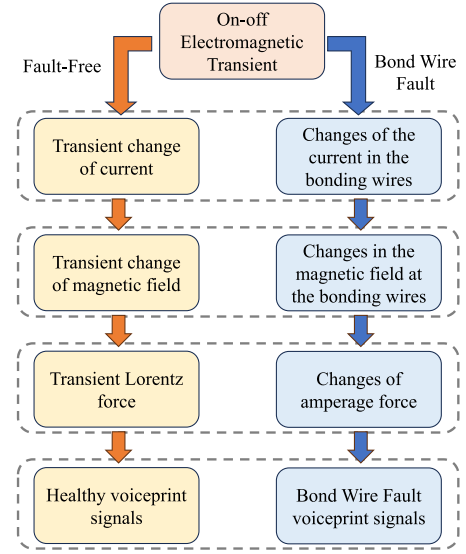 On-off
Electromagnetic
Transient
Fault-Free
Bond Wire
Fault
Transient change
of current
Changes of the
current in the
bonding wires
Transient change
of magnetic field
Changes in the
magnetic field at
the bonding wires
Transient Lorentz
force
Changes of
amperage force
Healthy voiceprint
signals
Bond Wire Fault
voiceprint signals